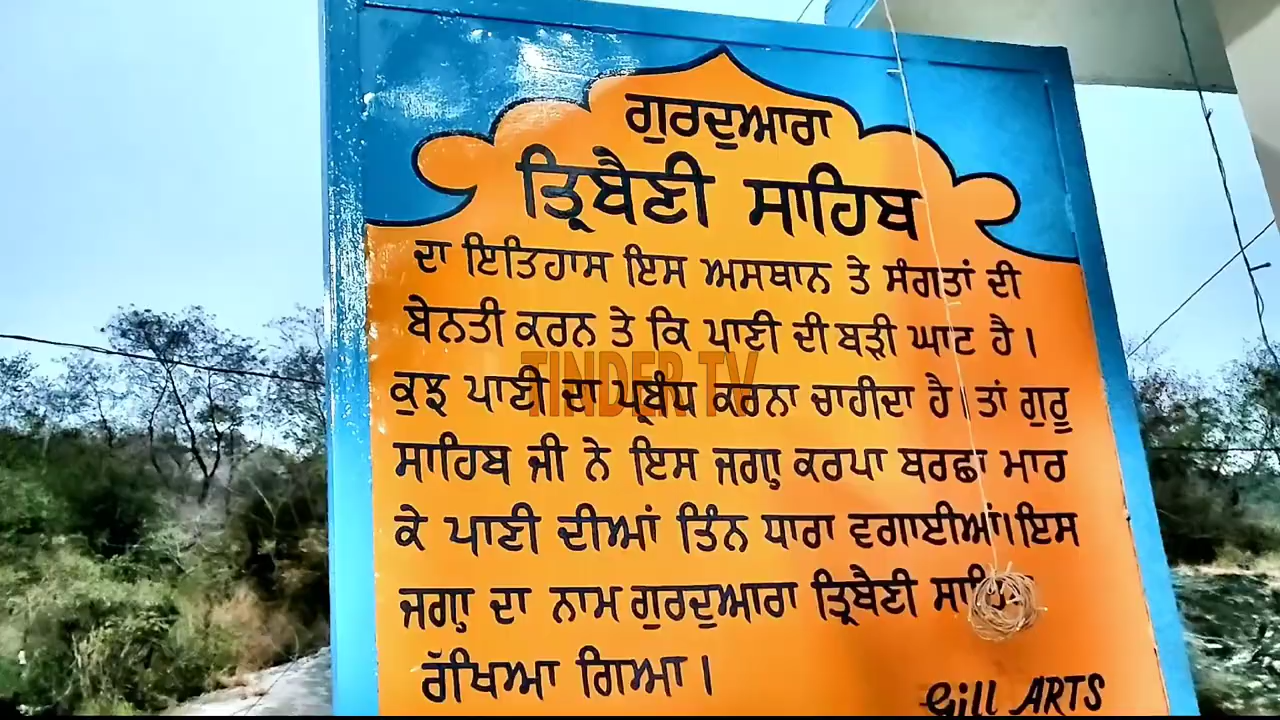 ਗੁਰਦੁਆਰਾ
ਤ੍ਰਿਬੈਣੀ ਸਾਹਿਬ
ਦਾ ਇਤਿਹਾਸ ਇਸ ਅਸਥਾਨ ਤੇ ਸੰਗਤਾਂ ਦੀ
ਬੇਨਤੀ ਕਰਨ ਤੇ ਕਿ ਪਾਣੀ ਦੀ ਬੜੀ ਘਾਟ ਹੈ।
ਕੁਝ ਪਾਣੀ ਦਾ ਪ੍ਰਬੰਧ ਕਰਨਾ ਚਾਹੀਦਾ ਹੈ। ਤਾਂ ਗੁਰੂ
TINDER TV
ਸਾਹਿਬ ਜੀ ਨੇ ਇਸ ਜਗ੍ਹਾ ਕਰਪਾ ਬਰਛਾ ਮਾਰ
ਕੇ ਪਾਣੀ ਦੀਆਂ ਤਿੰਨ ਧਾਰਾ ਵਗਾਈਆਂ।ਇਸ
ਜਗ੍ਹਾ ਦਾ ਨਾਮ ਗੁਰਦੁਆਰਾ ਤ੍ਰਿਬੈਣੀ ਸਾਹਿਬ
ਰੱਖਿਆ ਗਿਆ।
Gill ARTS